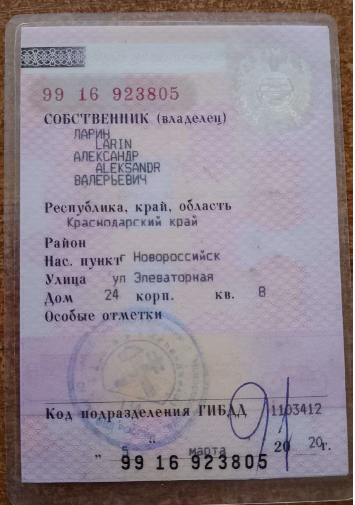 99 16 923805
СОБСТВЕННИК (владелец)
ЛАРИН
LARIN
АЛЕКСАНДР
ALEKSANDR
ВАЛЕРЬЕВИЧ
Республика, край, область
Краснодарский край
Район
Нас. пункт г Новороссийск
Улица ул Элеваторная
Дом 24 корп. кв. 8
Особые отметки
Код подразделения ГИБДД 1103412
" 5 " марта 20 20г.
99 16 923805